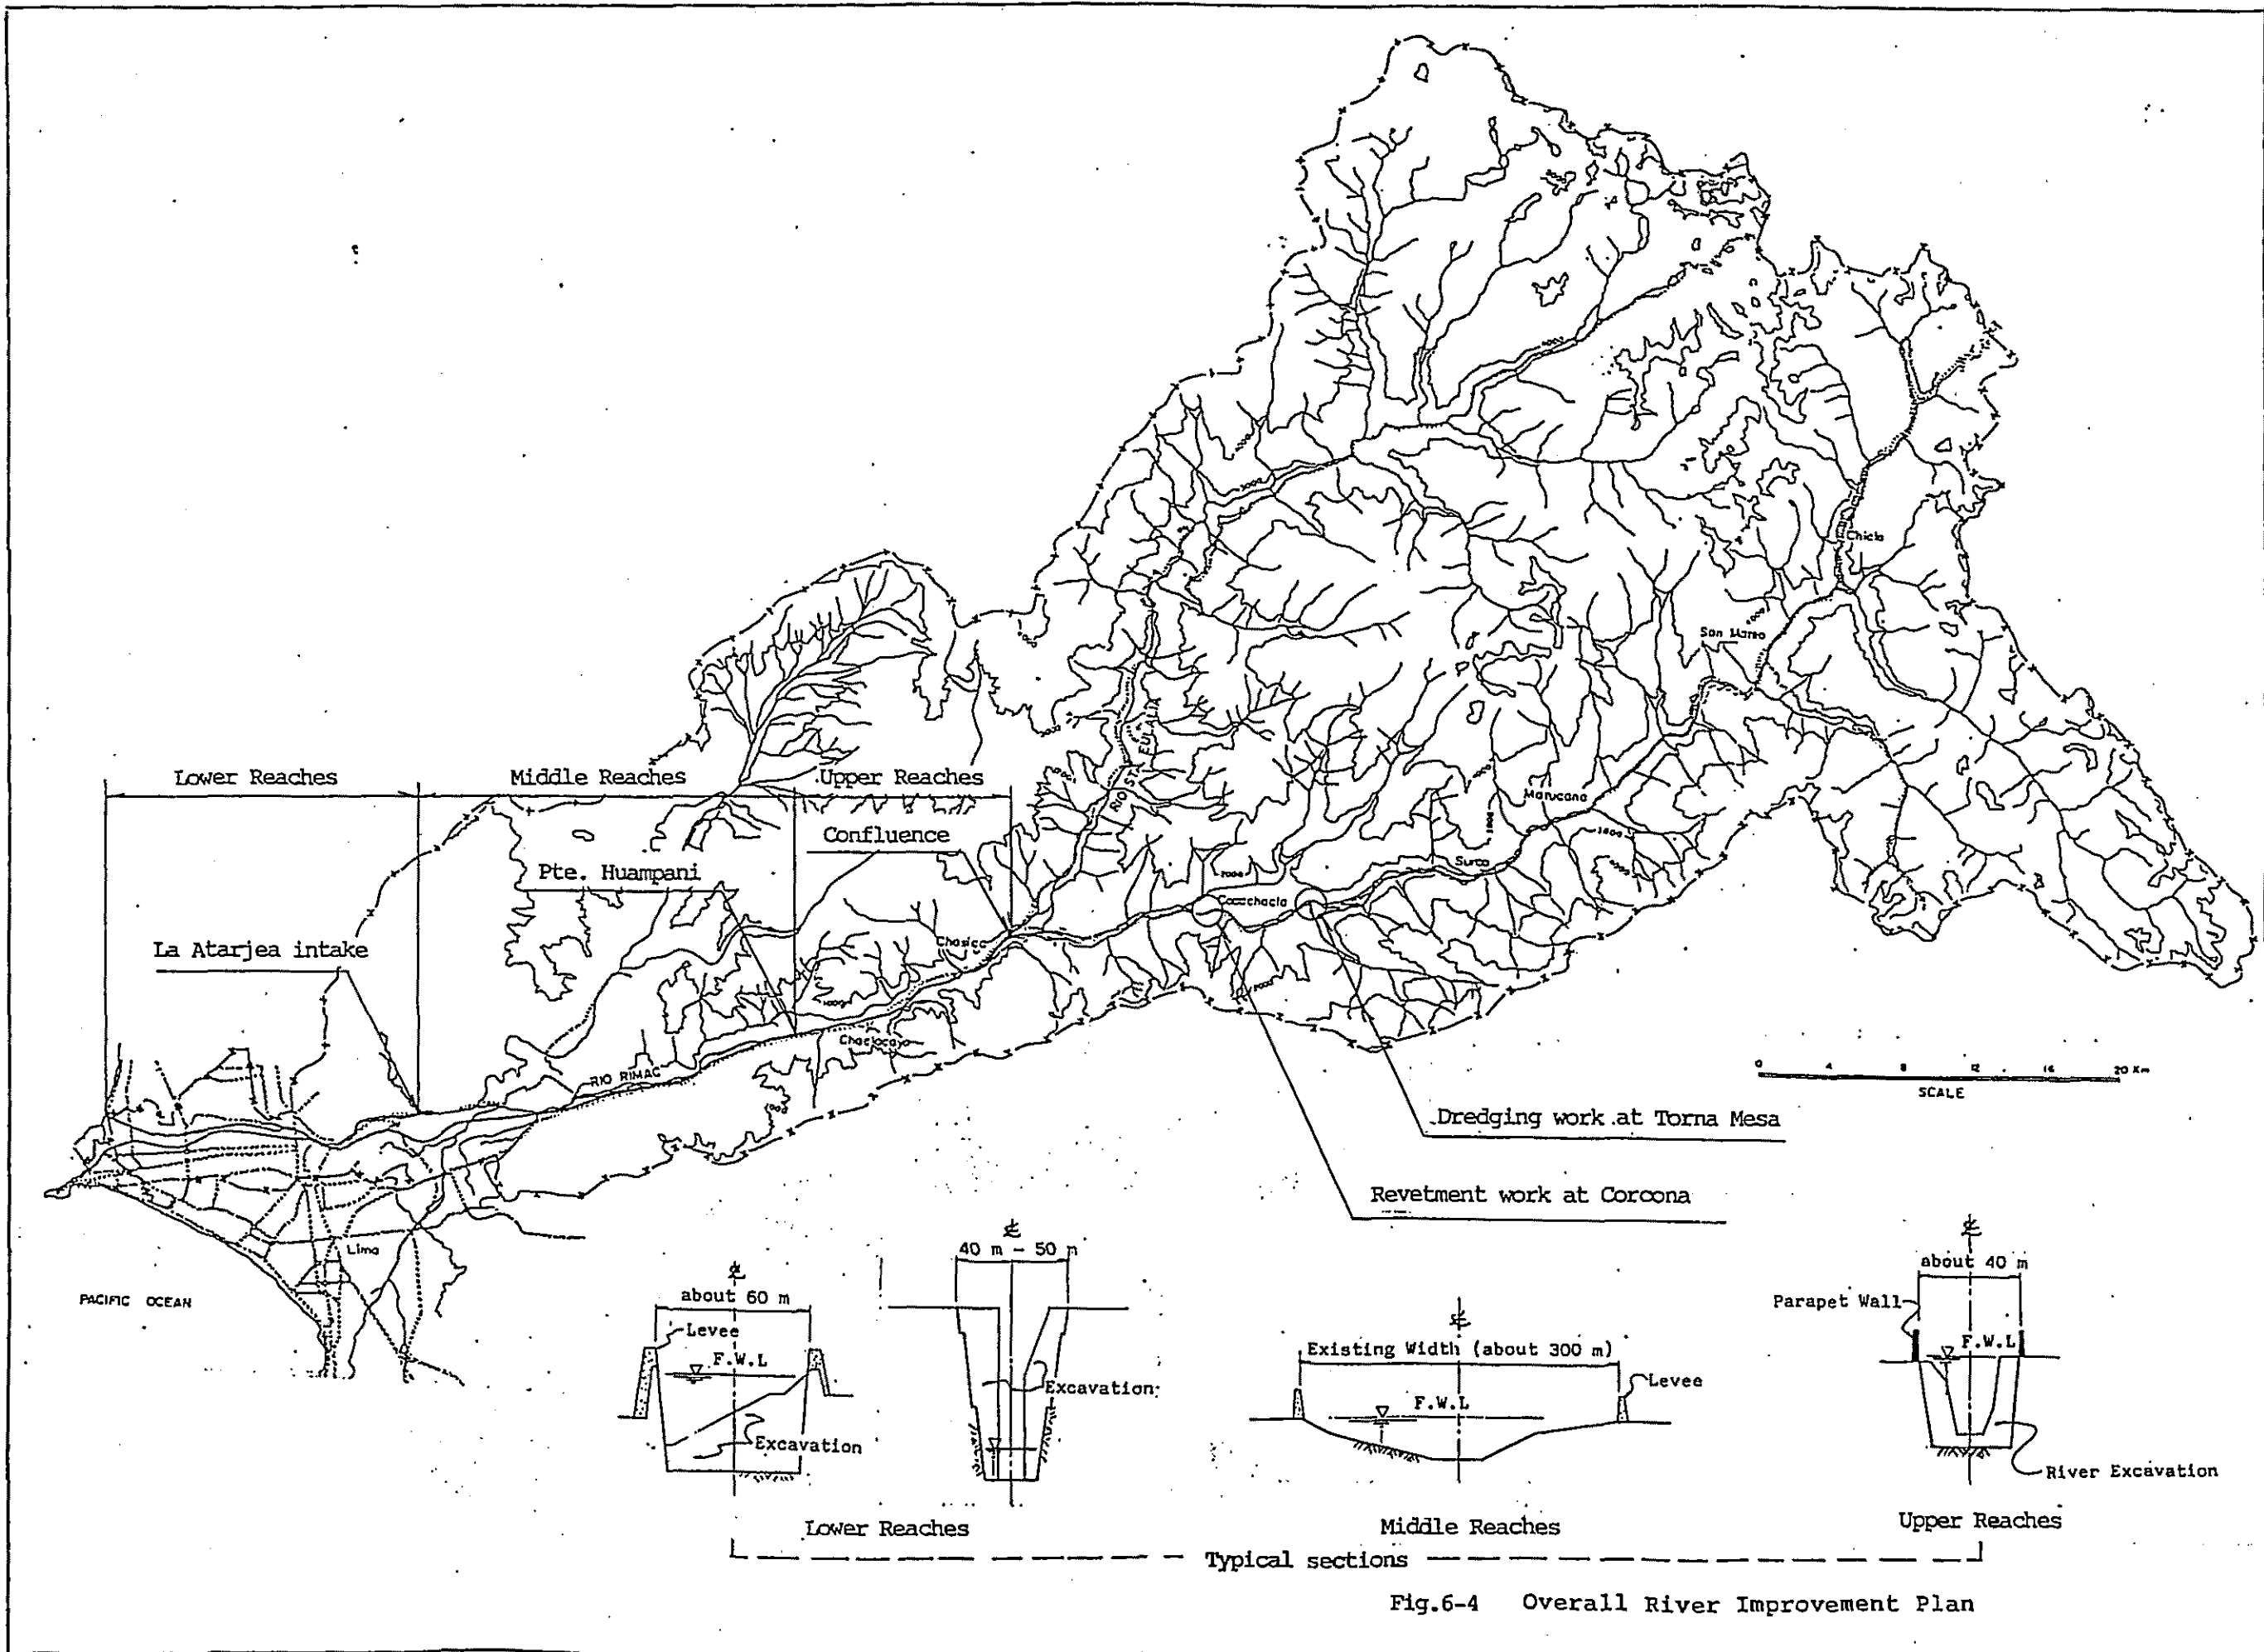 Lower Reaches
Middle Reaches
Upper Reaches
Confluence
Pte. Huampani
La Atarjea intake
Chicla
San Mateo
RIO STA EULALIA
Matucana
Surco
Cocachacla
Chosica
Chaclacayo
RIO RIMAC
Lima
PACIFIC OCEAN
0 4 8 12 16 20 Km
SCALE
Dredging work at Torna Mesa
Revetment work at Corcona
about 60 m
Levee
F.W.L
Excavation
40 m - 50 m
Excavation
Lower Reaches
Existing Width (about 300 m)
F.W.L
Levee
Middle Reaches
about 40 m
Parapet Wall
F.W.L
River Excavation
Upper Reaches
Typical sections
Fig.6-4 Overall River Improvement Plan